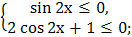 sin 2x ≤ 0,
2 cos 2x + 1 ≤ 0;